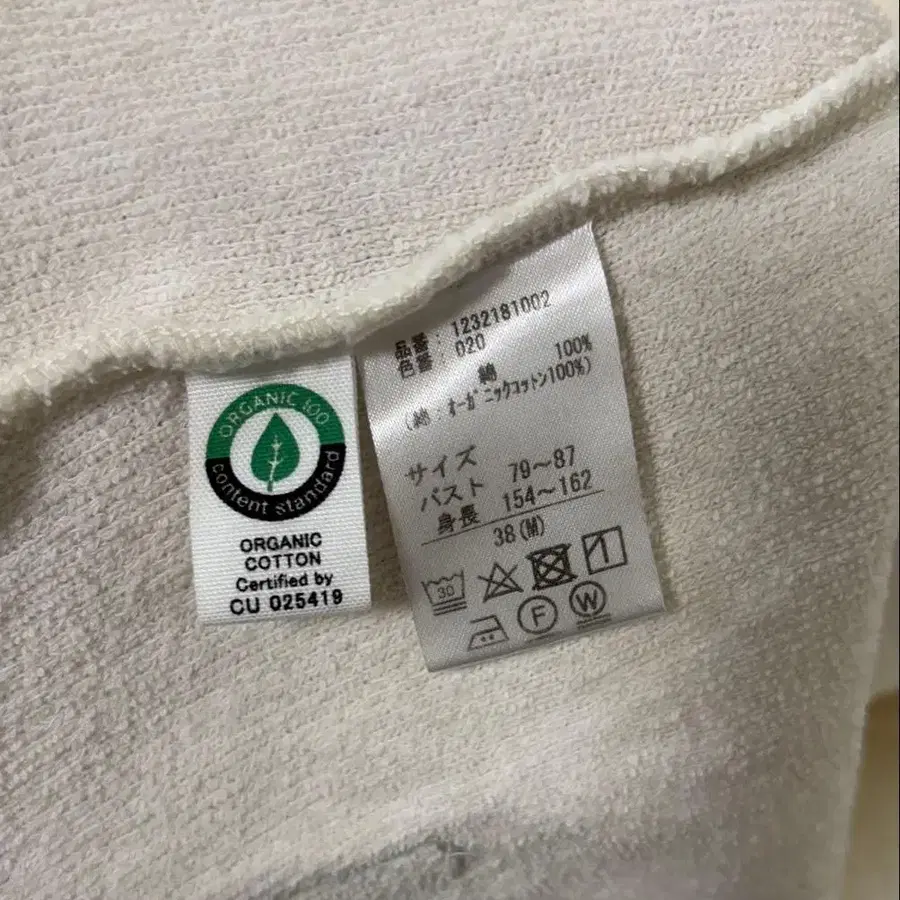 ORGANIC 100
content standard
ORGANIC
COTTON
Certified by
CU 025419
品番: 1232181002
色番: 020
綿 100%
(綿:オーガニックコットン100%)
サイズ
バスト 79～87
身長 154～162
38(M)
30
F W